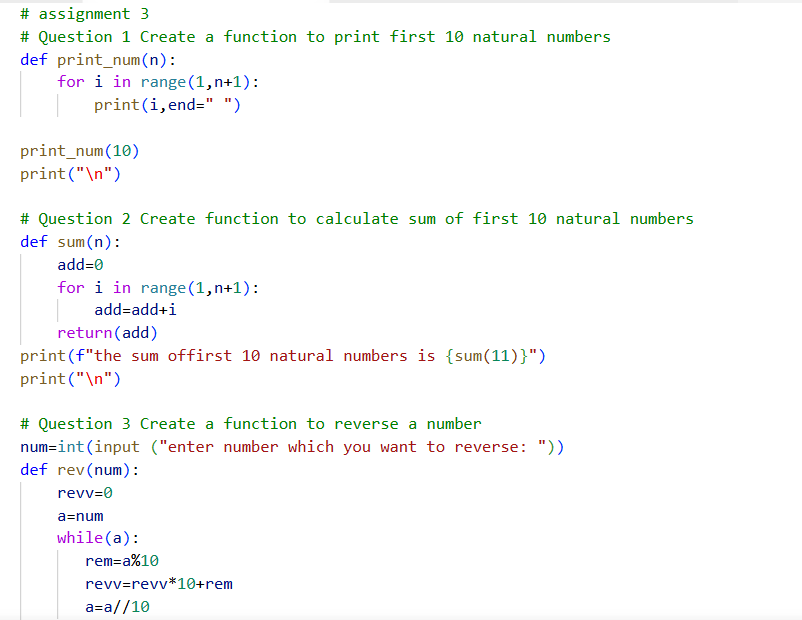 # assignment 3
# Question 1 Create a function to print first 10 natural numbers
def print_num(n):
    for i in range(1,n+1):
        print(i,end=" ")

print_num(10)
print("\n")

# Question 2 Create function to calculate sum of first 10 natural numbers
def sum(n):
    add=0
    for i in range(1,n+1):
        add=add+i
    return(add)
print(f"the sum offirst 10 natural numbers is {sum(11)}")
print("\n")

# Question 3 Create a function to reverse a number
num=int(input ("enter number which you want to reverse: "))
def rev(num):
    revv=0
    a=num
    while(a):
       rem=a%10
       revv=revv*10+rem
       a=a//10